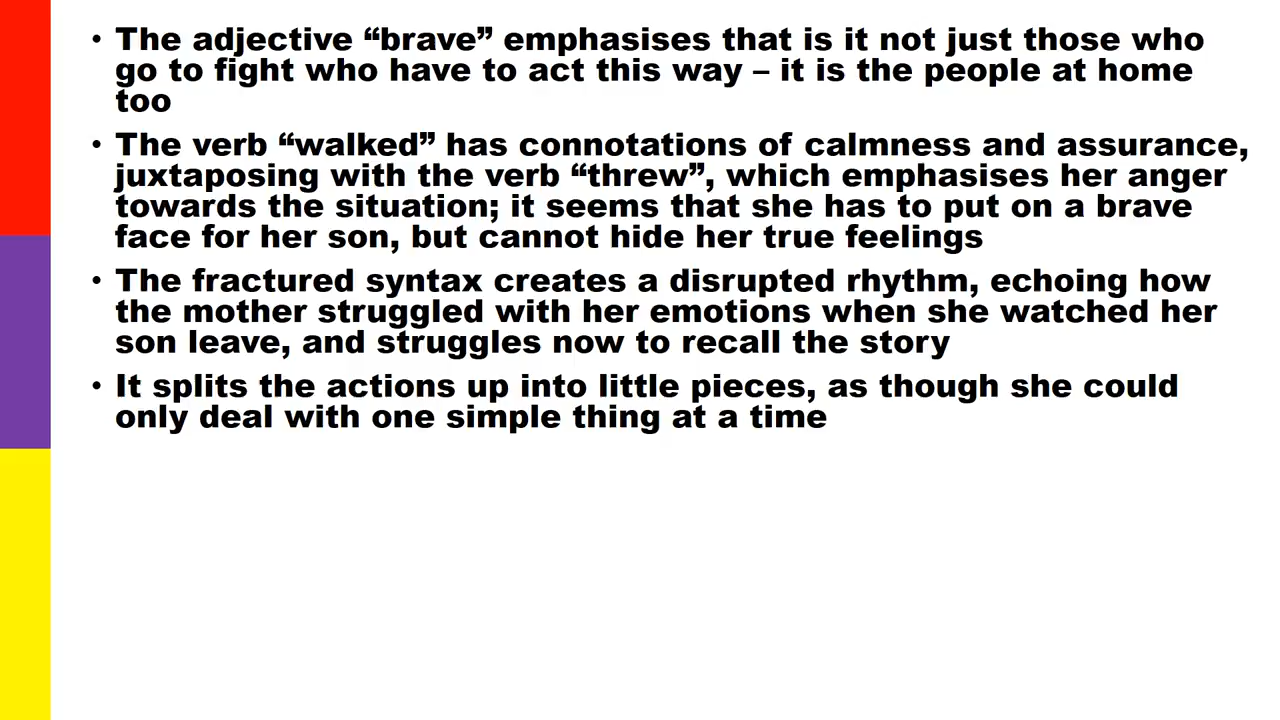 • The adjective “brave” emphasises that is it not just those who
go to fight who have to act this way – it is the people at home
too
• The verb “walked” has connotations of calmness and assurance,
juxtaposing with the verb “threw”, which emphasises her anger
towards the situation; it seems that she has to put on a brave
face for her son, but cannot hide her true feelings
• The fractured syntax creates a disrupted rhythm, echoing how
the mother struggled with her emotions when she watched her
son leave, and struggles now to recall the story
• It splits the actions up into little pieces, as though she could
only deal with one simple thing at a time